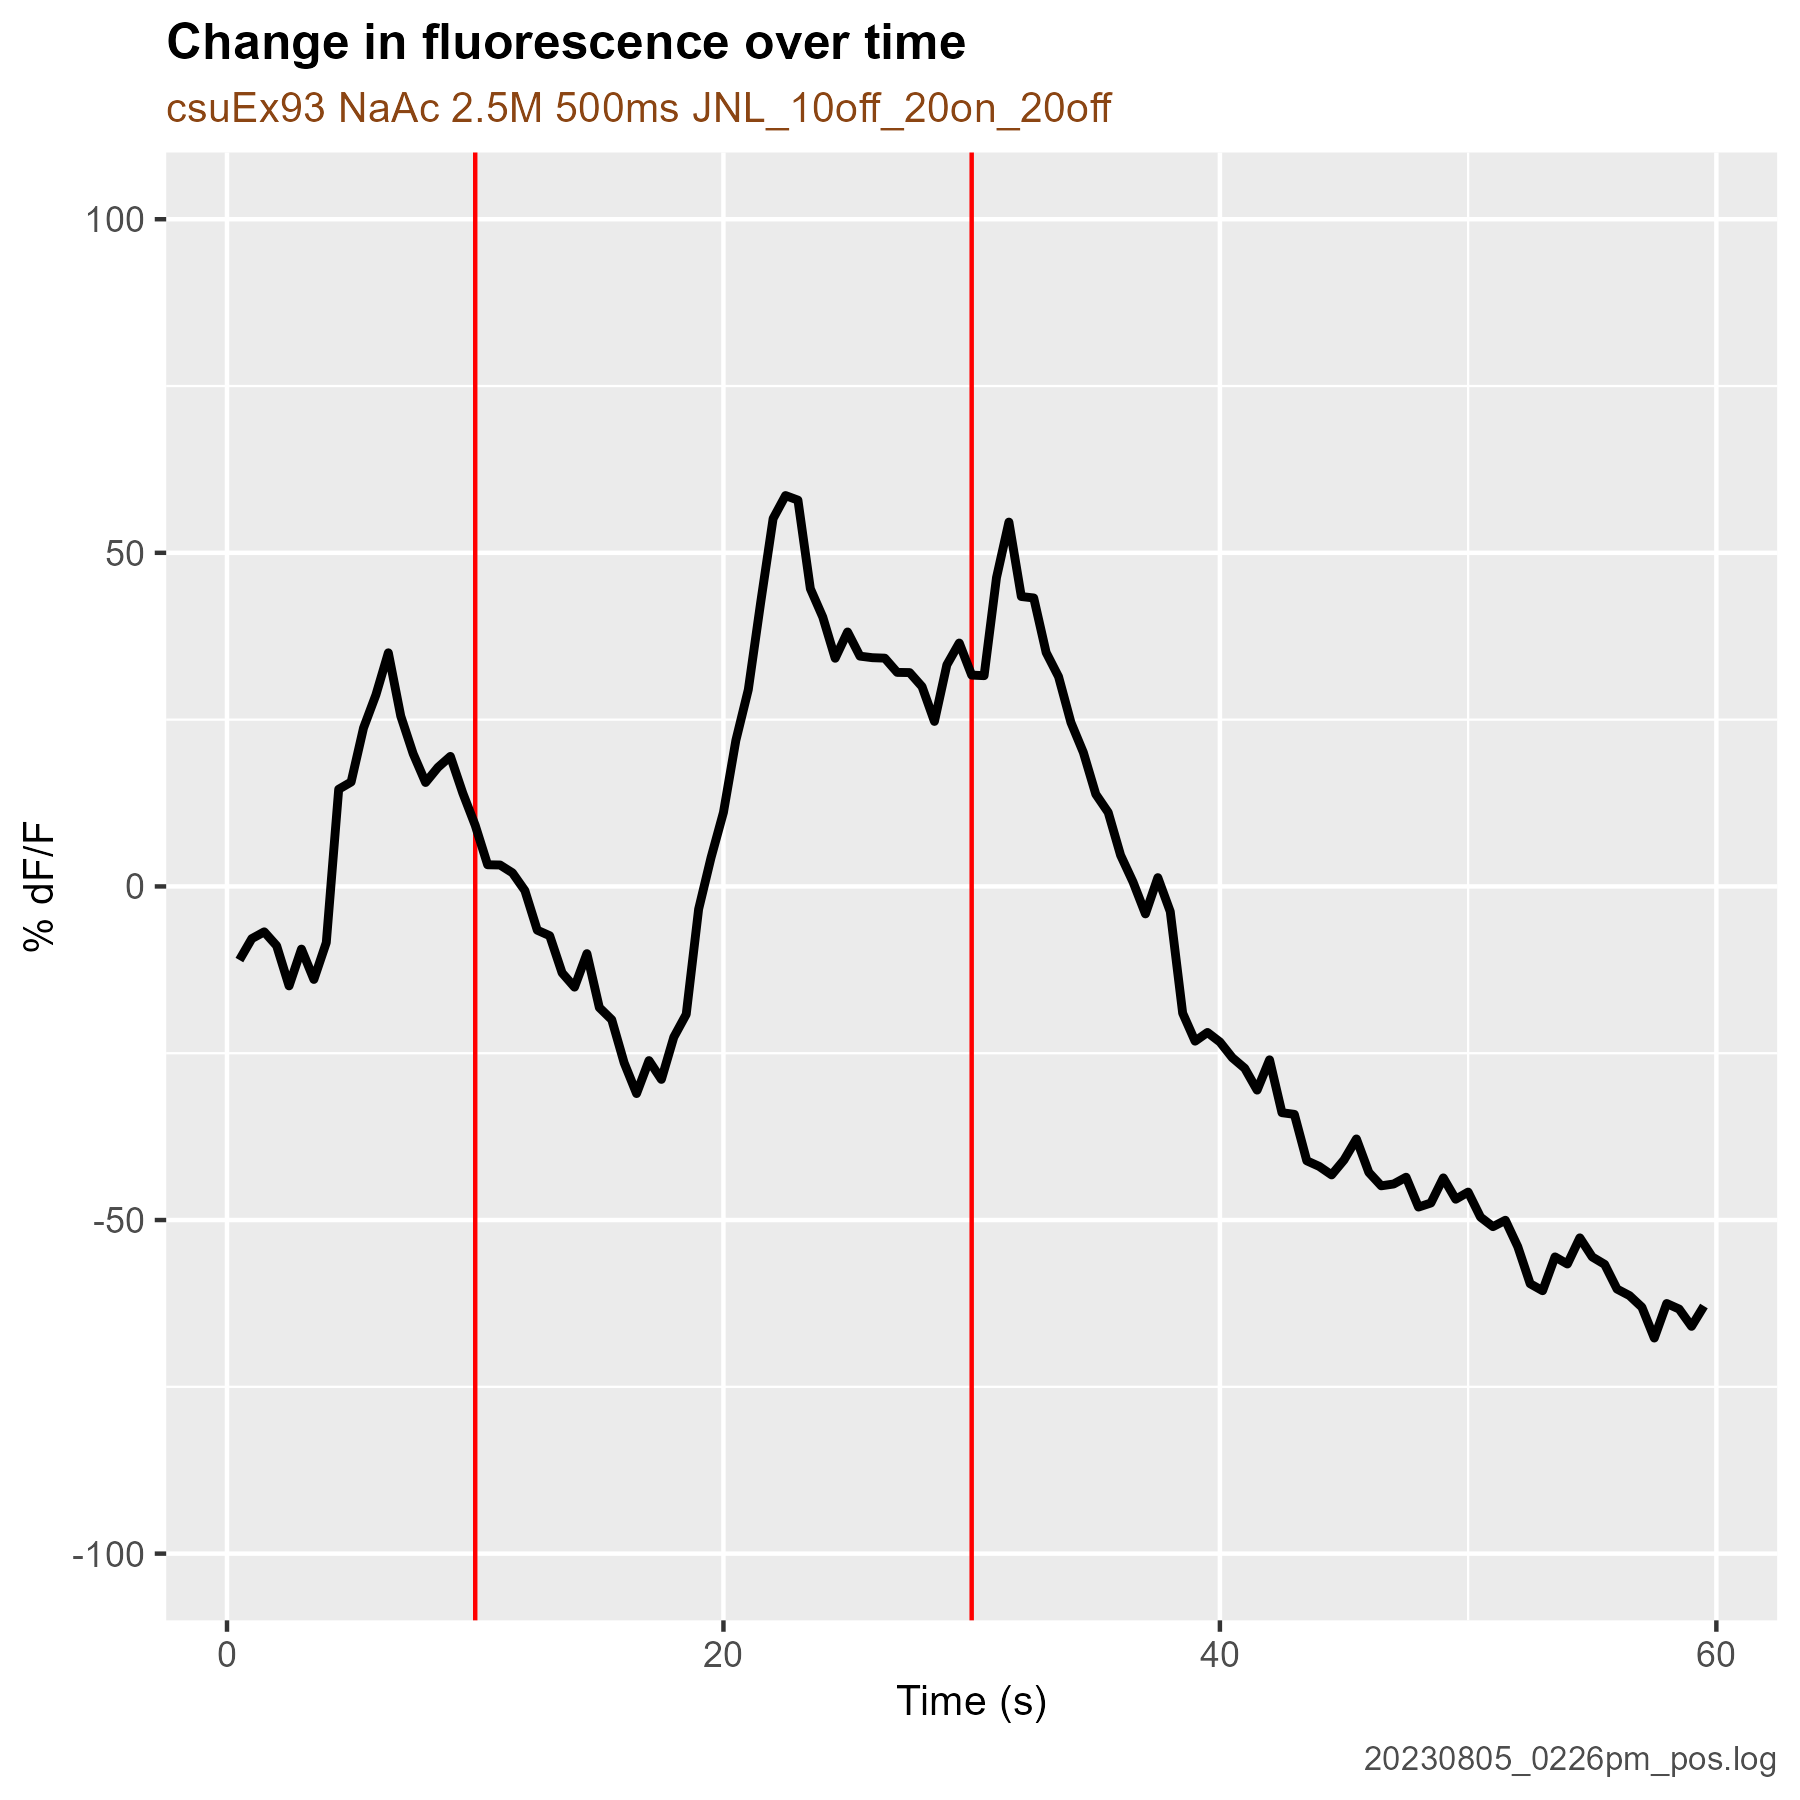 Change in fluorescence over time
csuEx93 NaAc 2.5M 500ms JNL_10off_20on_20off
% dF/F
100
50
0
-50
-100
0 20 40 60
Time (s)
20230805_0226pm_pos.log